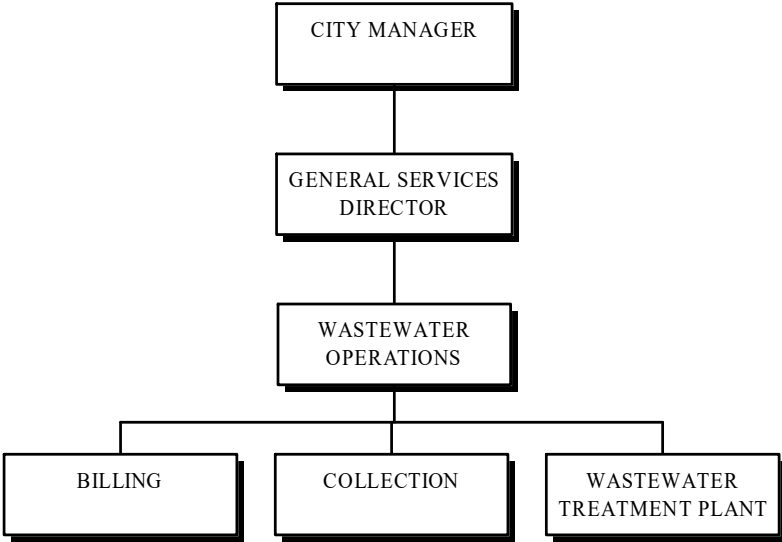 CITY MANAGER
GENERAL SERVICES
DIRECTOR
WASTEWATER
OPERATIONS
BILLING
COLLECTION
WASTEWATER
TREATMENT PLANT